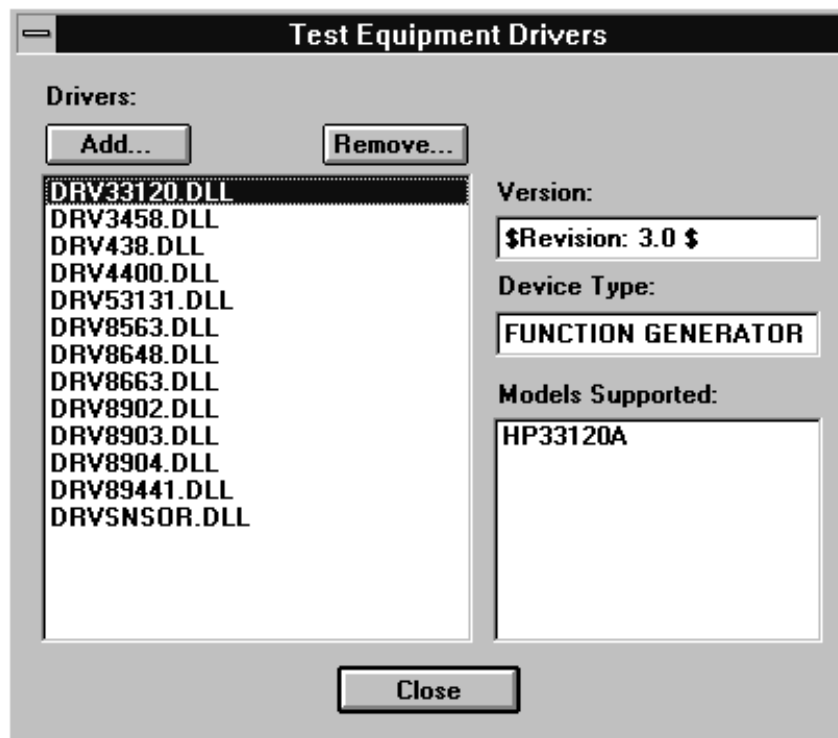 Test Equipment Drivers
Drivers:
Add...
Remove...
DRV33120.DLL
DRV3458.DLL
DRV438.DLL
DRV4400.DLL
DRV53131.DLL
DRV8563.DLL
DRV8648.DLL
DRV8663.DLL
DRV8902.DLL
DRV8903.DLL
DRV8904.DLL
DRV89441.DLL
DRVSNSOR.DLL
Version:
$Revision: 3.0 $
Device Type:
FUNCTION GENERATOR
Models Supported:
HP33120A
Close